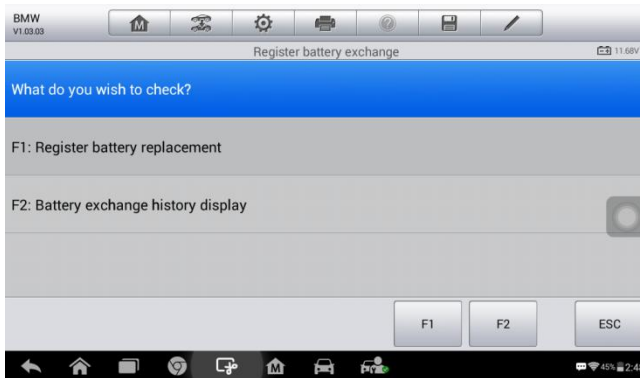 BMW
V1.03.03
Register battery exchange
11.68V
What do you wish to check?
F1: Register battery replacement
F2: Battery exchange history display
F1
F2
ESC
45%